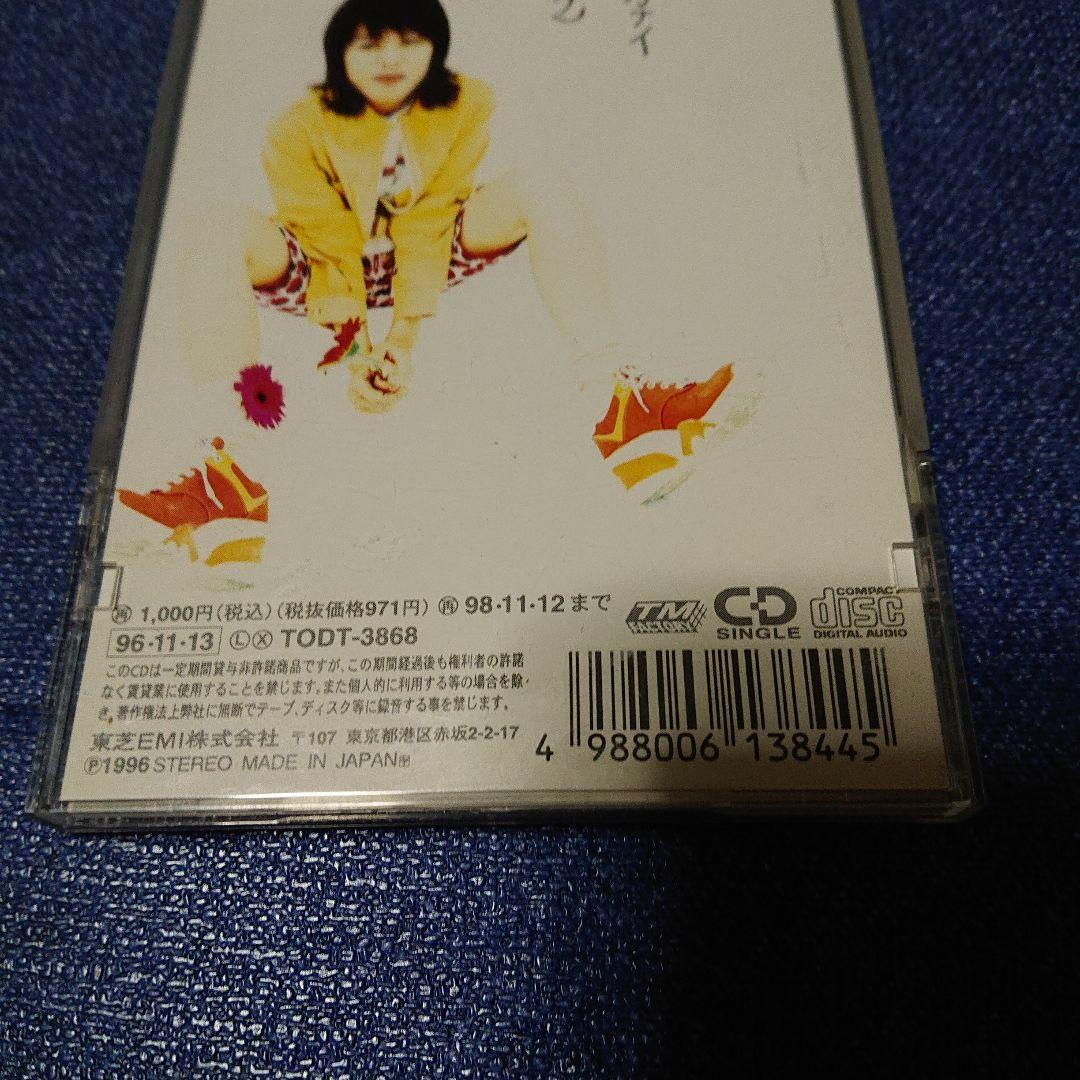 ヴァイ
㊢ 1,000円(税込)(税抜価格971円) ㊢ 98·11·12まで
96·11·13 Ⓛ Ⓧ TODT-3868
このCDは一定期間貸与非許諾商品ですが、この期間経過後も権利者の許諾
なく賃貸業に使用することを禁じます。また個人的に利用する等の場合を除
き、著作権法上弊社に無断でテープ、ディスク等に録音する事を禁じます。
東芝EMI株式会社 〒107 東京都港区赤坂2-2-17
Ⓟ1996 STEREO MADE IN JAPAN
TM FACTORY
CD SINGLE
COMPACT disc DIGITAL AUDIO
4 988006 138445